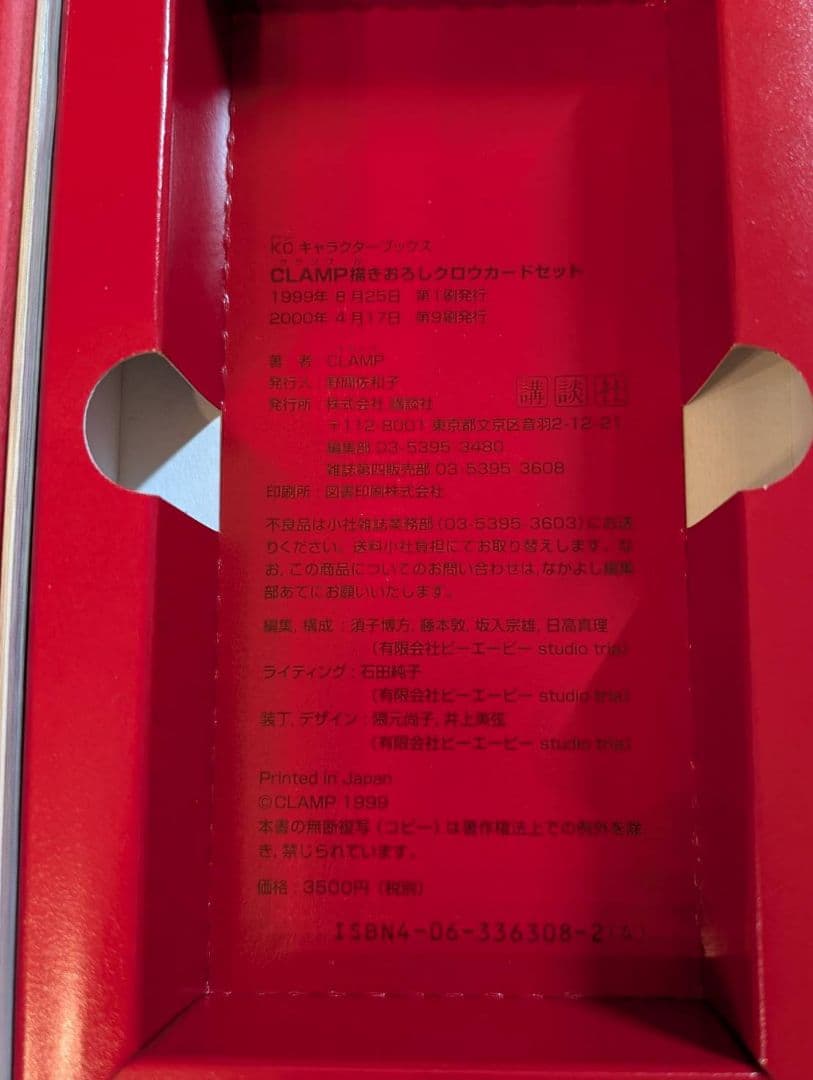 KC キャラクターブックス
CLAMP描きおろしクロウカードセット
1999年 8月25日 第1刷発行
2000年 4月17日 第9刷発行
著 者 : CLAMP
発行人 : 野間佐和子
発行所 : 株式会社 講談社
講談社
〒112-8001 東京都文京区音羽2-12-21
編集部 03-5395-3480
雑誌第四販売部 03-5395-3608
印刷所 : 図書印刷株式会社
不良品は小社雑誌業務部(03-5395-3603)にお送
りください。送料小社負担にてお取り替えします。な
お、この商品についてのお問い合わせは、なかよし編集
部あてにお願いいたします。
編集, 構成 : 須子博方, 藤本敦, 坂入宗雄, 日高真理
(有限会社ビーエービー studio tria)
ライティング : 石田純子
(有限会社ビーエービー studio tria)
装丁, デザイン : 隈元尚子, 井上美弦
(有限会社ビーエービー studio tria)
Printed in Japan
©CLAMP 1999
本書の無断複写(コピー)は著作権法上での例外を除
き, 禁じられています。
価格 : 3500円(税別)
ISBN4-06-336308-2